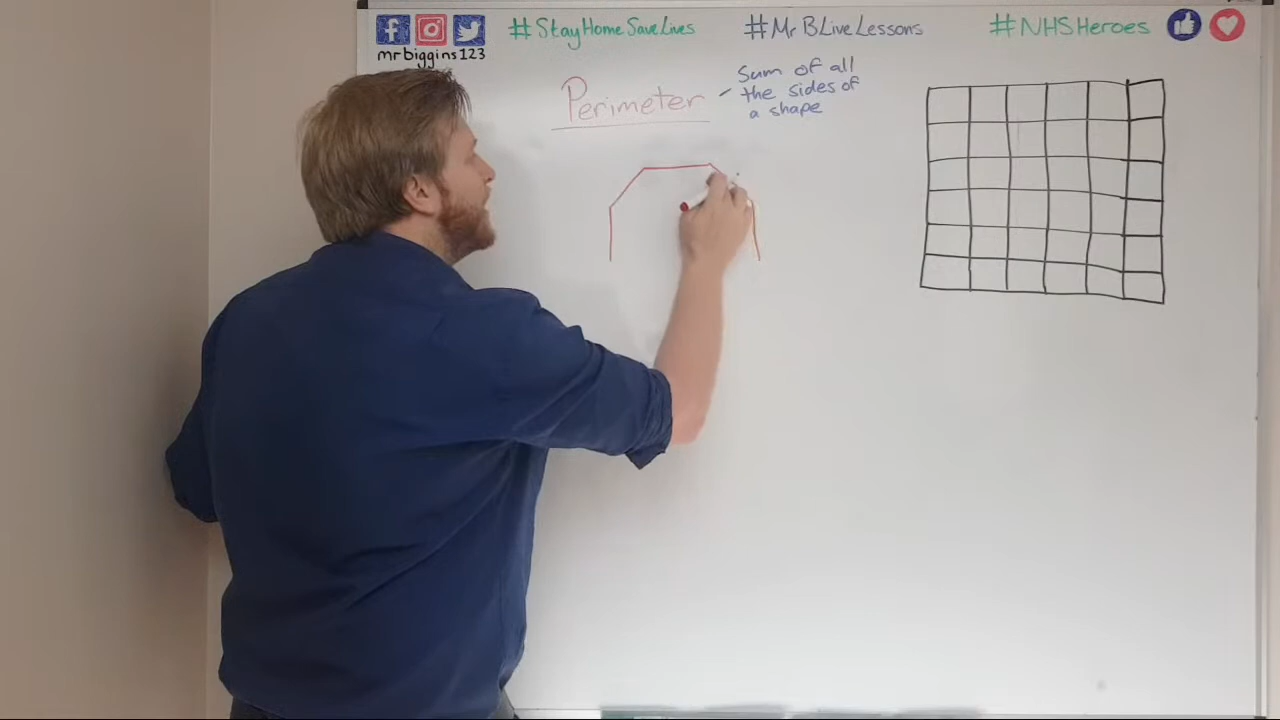 #StayHomeSaveLives
#MrBLiveLessons
#NHSHeroes
mrbiggins123
Perimeter - Sum of all
the sides of
a shape